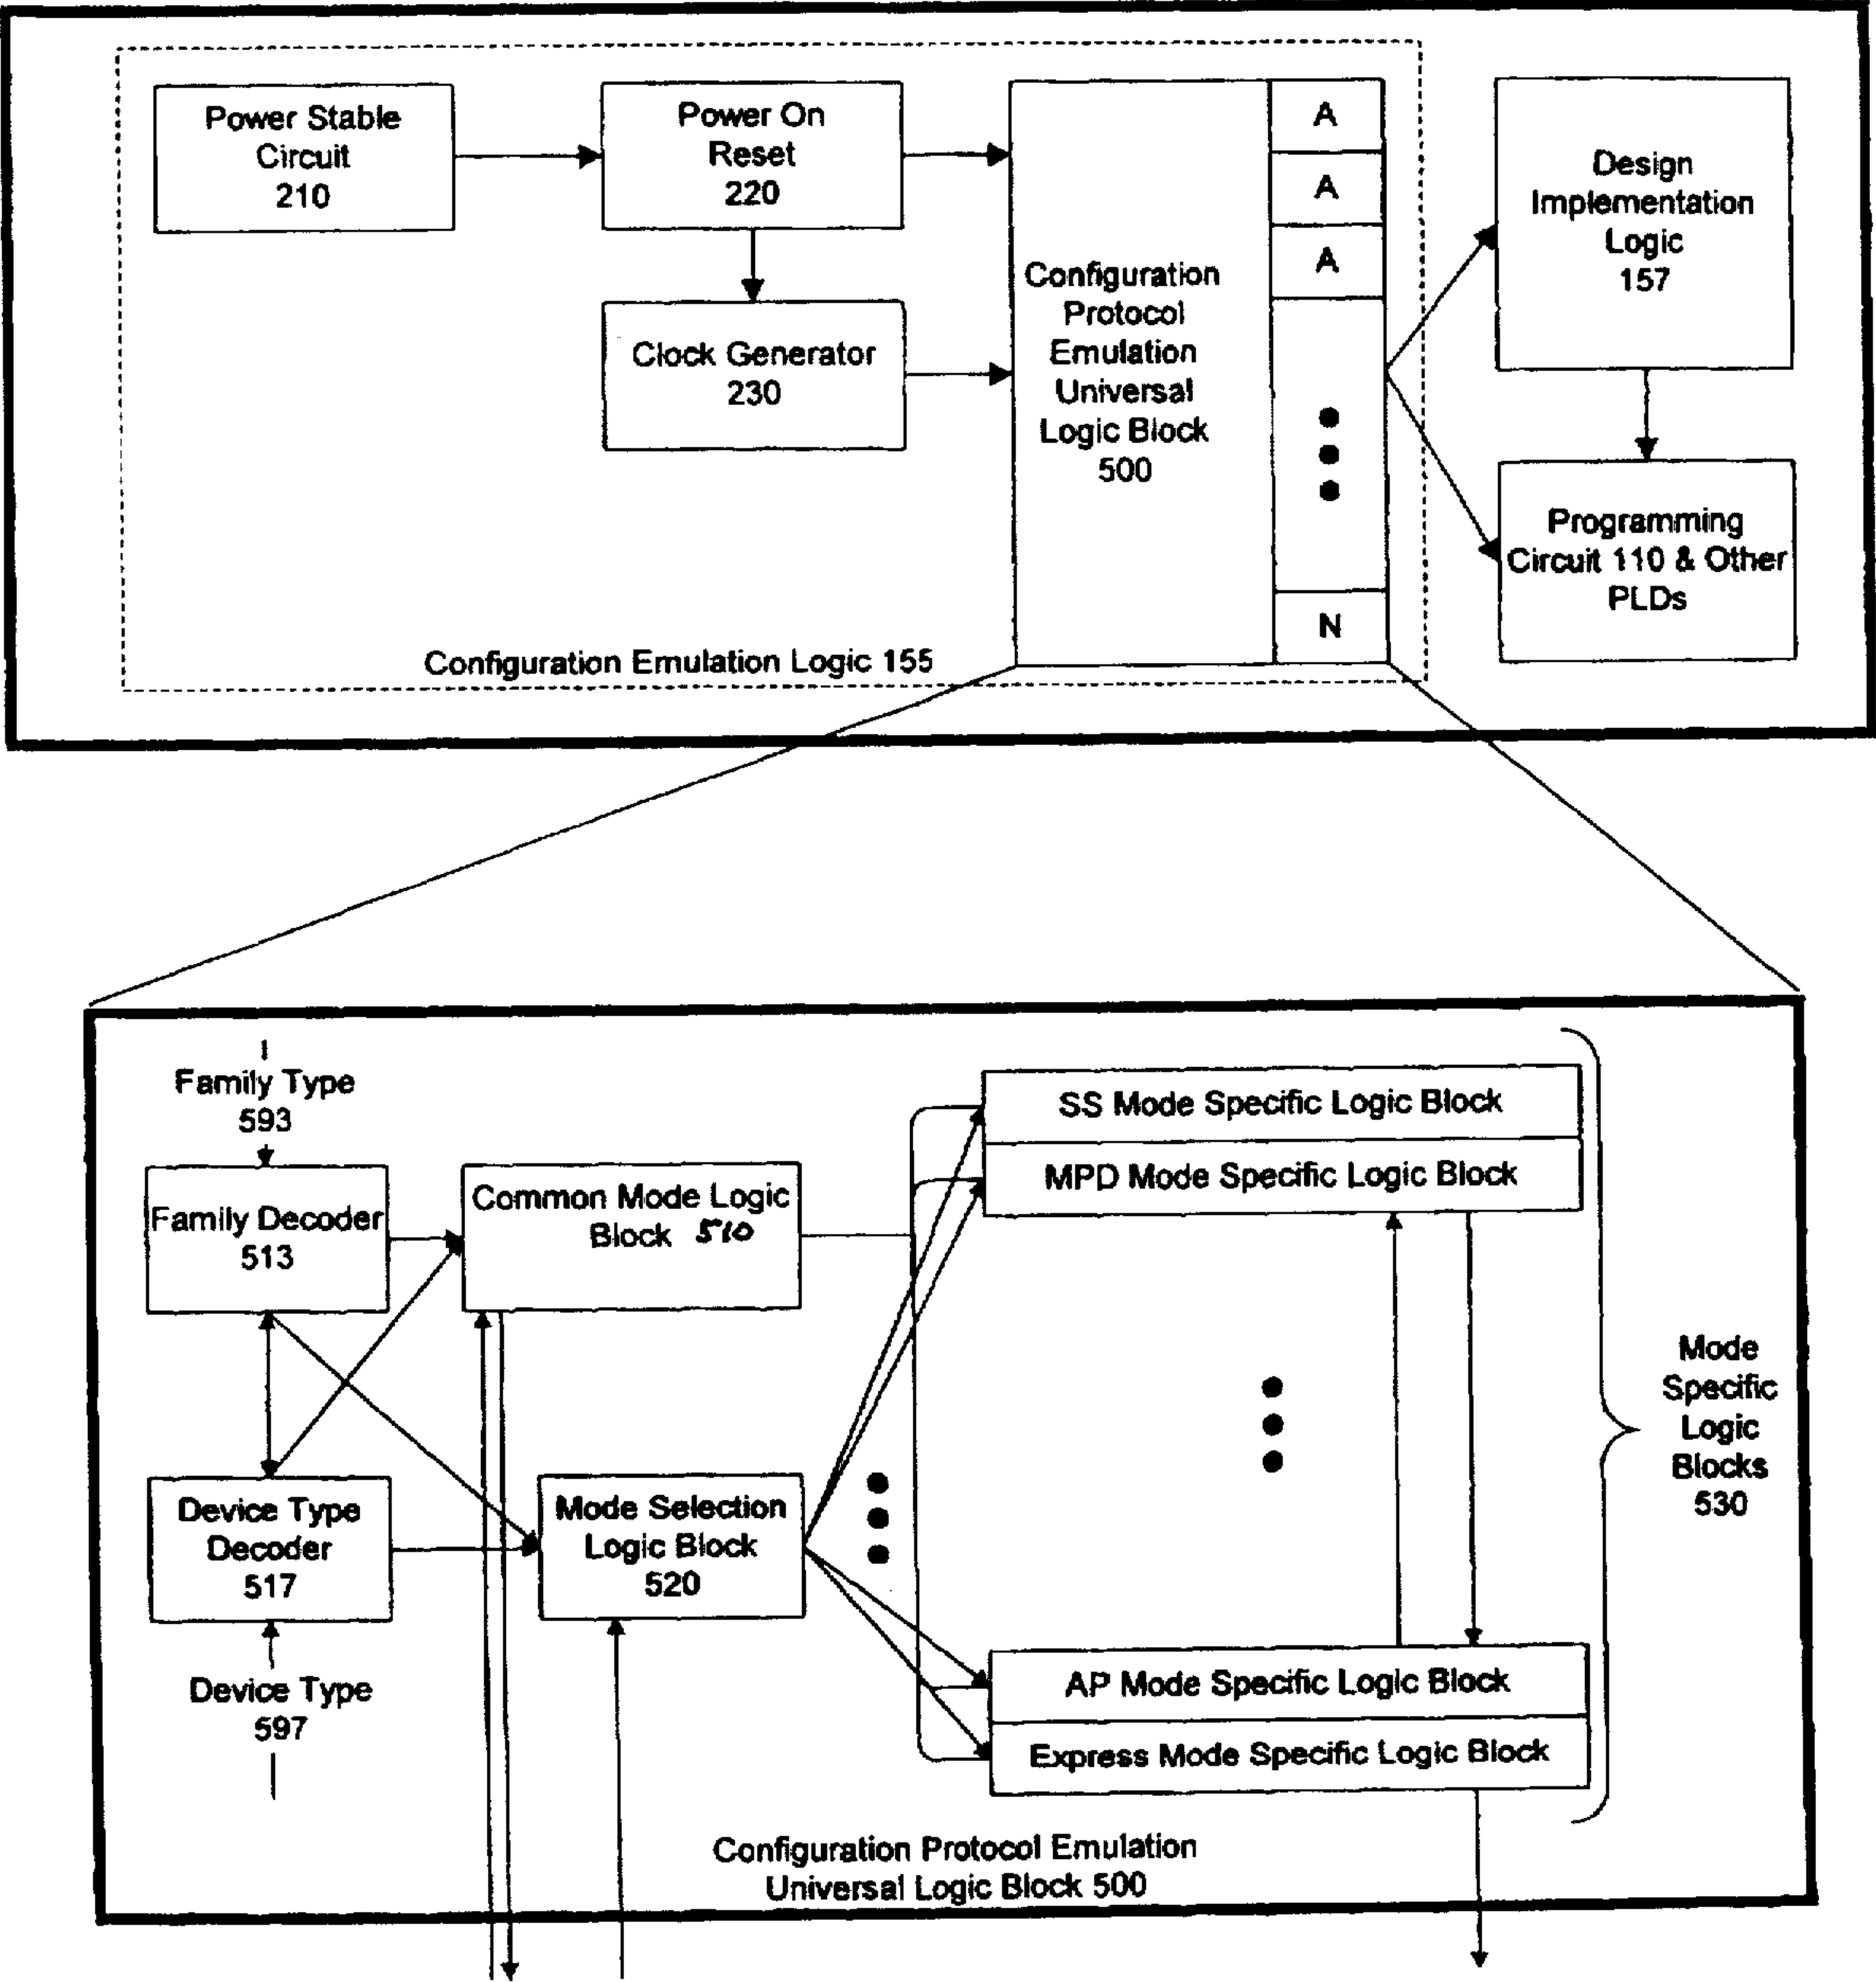 Power Stable
Circuit
210
Power On
Reset
220
Clock Generator
230
Configuration
Protocol
Emulation
Universal
Logic Block
500
A
A
A
N
Design
Implementation
Logic
157
Programming
Circuit 110 & Other
PLDs
Configuration Emulation Logic 155
Family Type
593
Family Decoder
513
Common Mode Logic
Block 510
SS Mode Specific Logic Block
MPD Mode Specific Logic Block
Mode
Specific
Logic
Blocks
530
Device Type
Decoder
517
Mode Selection
Logic Block
520
Device Type
597
AP Mode Specific Logic Block
Express Mode Specific Logic Block
Configuration Protocol Emulation
Universal Logic Block 500